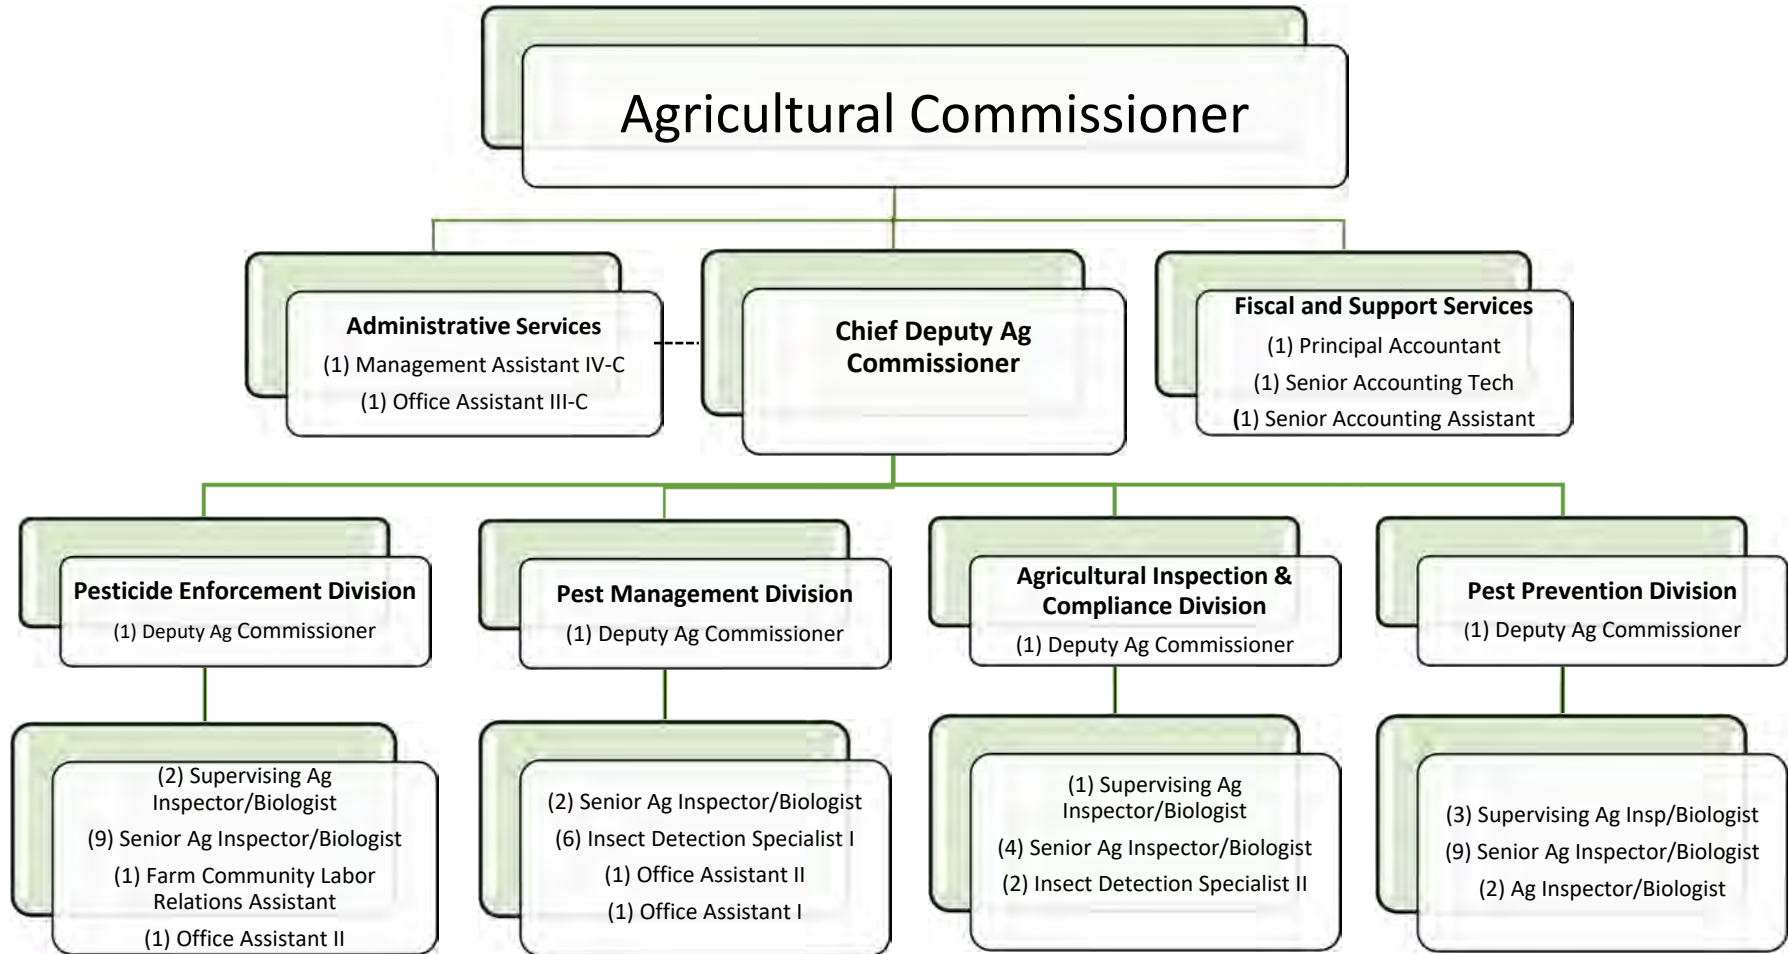 Agricultural Commissioner
Administrative Services
(1) Management Assistant IV-C
(1) Office Assistant III-C
Chief Deputy Ag
Commissioner
Fiscal and Support Services
(1) Principal Accountant
(1) Senior Accounting Tech
(1) Senior Accounting Assistant
Pesticide Enforcement Division
(1) Deputy Ag Commissioner
Pest Management Division
(1) Deputy Ag Commissioner
Agricultural Inspection &
Compliance Division
(1) Deputy Ag Commissioner
Pest Prevention Division
(1) Deputy Ag Commissioner
(2) Supervising Ag
Inspector/Biologist
(9) Senior Ag Inspector/Biologist
(1) Farm Community Labor
Relations Assistant
(1) Office Assistant II
(2) Senior Ag Inspector/Biologist
(6) Insect Detection Specialist I
(1) Office Assistant II
(1) Office Assistant I
(1) Supervising Ag
Inspector/Biologist
(4) Senior Ag Inspector/Biologist
(2) Insect Detection Specialist II
(3) Supervising Ag Insp/Biologist
(9) Senior Ag Inspector/Biologist
(2) Ag Inspector/Biologist